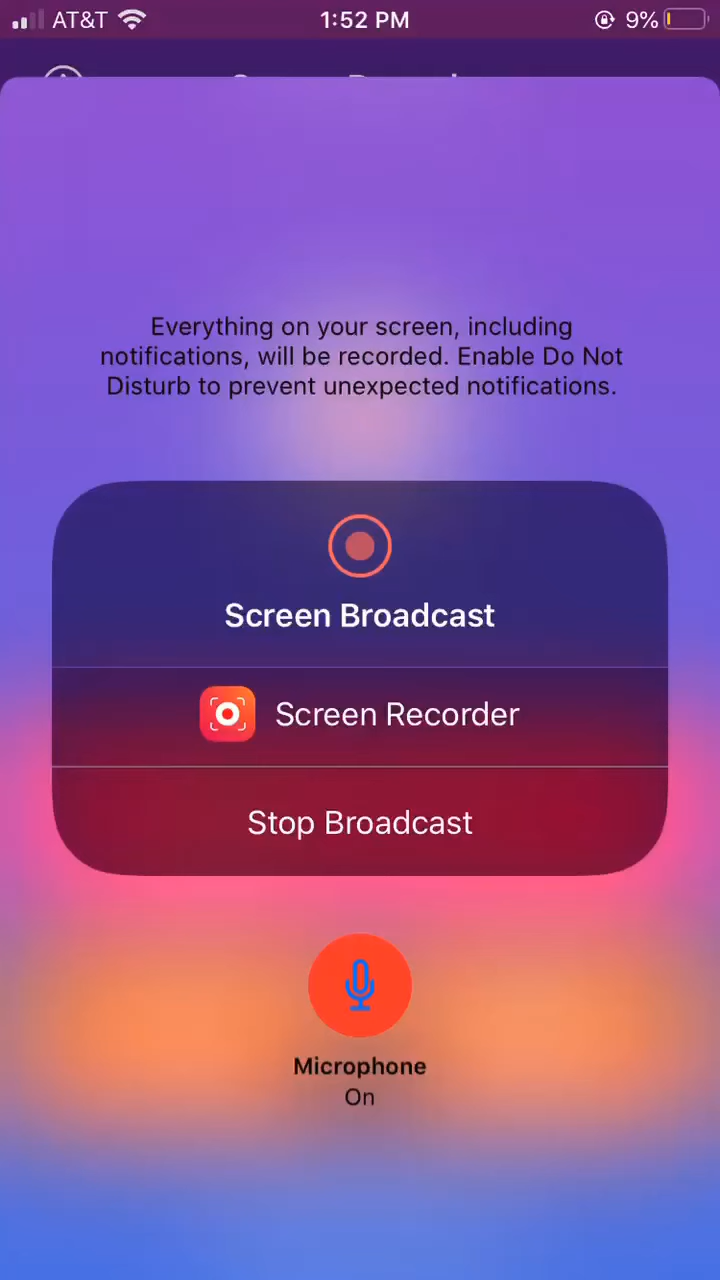 AT&T 1:52 PM 9%
Everything on your screen, including
notifications, will be recorded. Enable Do Not
Disturb to prevent unexpected notifications.
Screen Broadcast
Screen Recorder
Stop Broadcast
Microphone
On